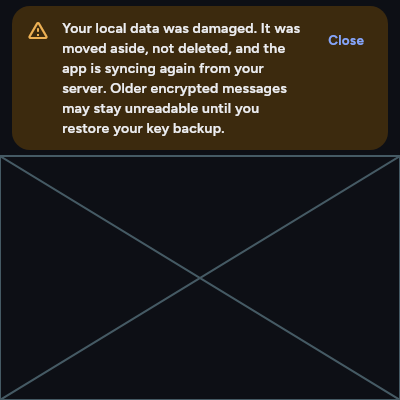 Your local data was damaged. It was
moved aside, not deleted, and the
app is syncing again from your
server. Older encrypted messages
may stay unreadable until you
restore your key backup.
Close